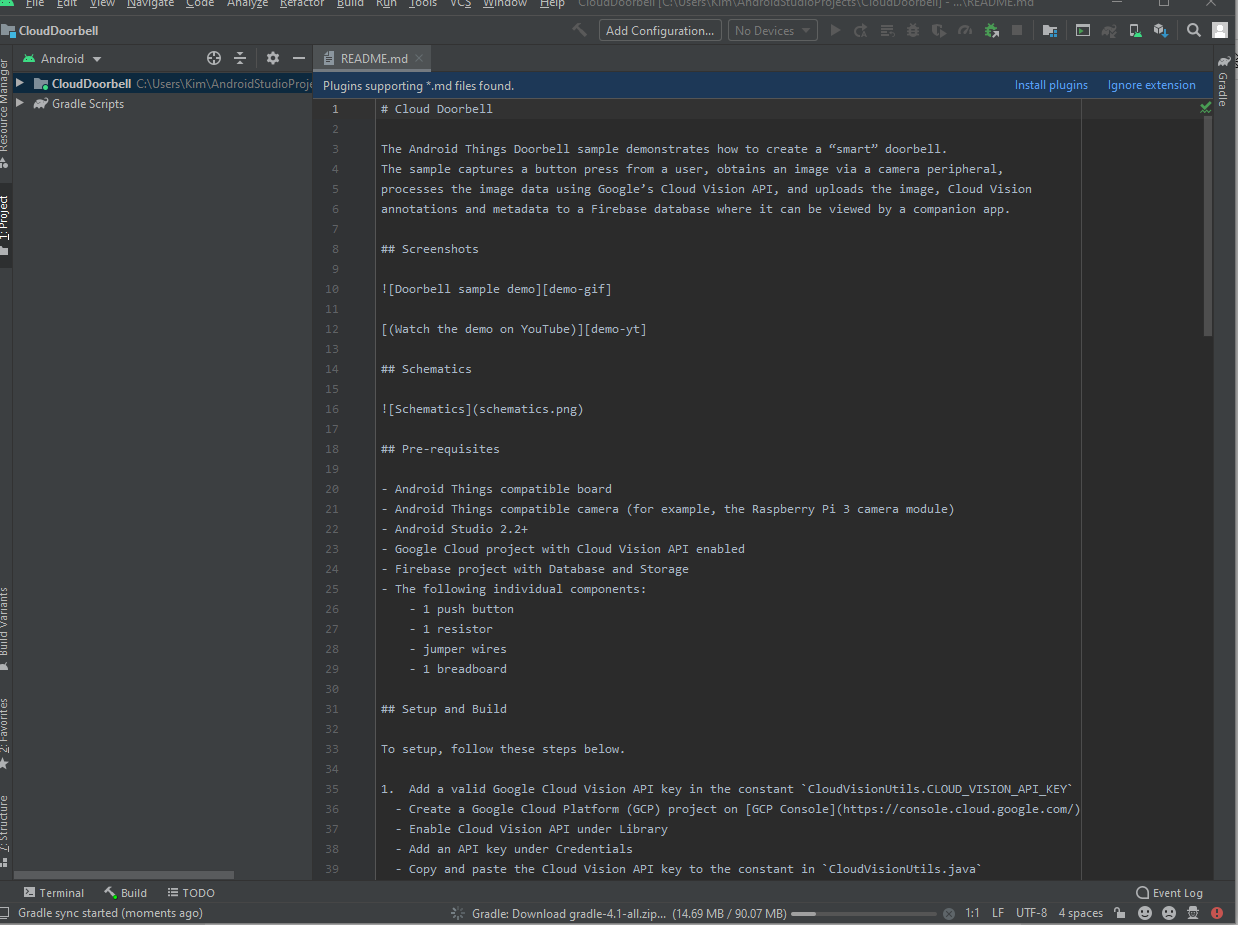 File Edit View Navigate Code Analyze Refactor Build Run Tools VCS Window Help CloudDoorbell [C:\Users\Kim\AndroidStudioProjects\CloudDoorbell] - ...\README.md
CloudDoorbell
Add Configuration...
No Devices
Android
README.md
CloudDoorbell C:\Users\Kim\AndroidStudioProje
Gradle Scripts
Plugins supporting *.md files found.
Install plugins
Ignore extension
Resource Manager
1: Project
Build Variants
2: Favorites
7: Structure
Gradle
1 # Cloud Doorbell
2
3 The Android Things Doorbell sample demonstrates how to create a “smart” doorbell.
4 The sample captures a button press from a user, obtains an image via a camera peripheral,
5 processes the image data using Google’s Cloud Vision API, and uploads the image, Cloud Vision
6 annotations and metadata to a Firebase database where it can be viewed by a companion app.
7
8 ## Screenshots
9
10 ![Doorbell sample demo][demo-gif]
11
12 [(Watch the demo on YouTube)][demo-yt]
13
14 ## Schematics
15
16 ![Schematics](schematics.png)
17
18 ## Pre-requisites
19
20 - Android Things compatible board
21 - Android Things compatible camera (for example, the Raspberry Pi 3 camera module)
22 - Android Studio 2.2+
23 - Google Cloud project with Cloud Vision API enabled
24 - Firebase project with Database and Storage
25 - The following individual components:
26 - 1 push button
27 - 1 resistor
28 - jumper wires
29 - 1 breadboard
30
31 ## Setup and Build
32
33 To setup, follow these steps below.
34
35 1. Add a valid Google Cloud Vision API key in the constant `CloudVisionUtils.CLOUD_VISION_API_KEY`
36 - Create a Google Cloud Platform (GCP) project on [GCP Console](https://console.cloud.google.com/)
37 - Enable Cloud Vision API under Library
38 - Add an API key under Credentials
39 - Copy and paste the Cloud Vision API key to the constant in `CloudVisionUtils.java`
Terminal
Build
TODO
Event Log
Gradle sync started (moments ago)
Gradle: Download gradle-4.1-all.zip... (14.69 MB / 90.07 MB)
1:1 LF UTF-8 4 spaces